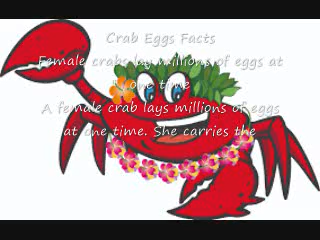 Crab Eggs Facts
Female crabs lay millions of eggs at
one time
A female crab lays millions of eggs
at one time. She carries the